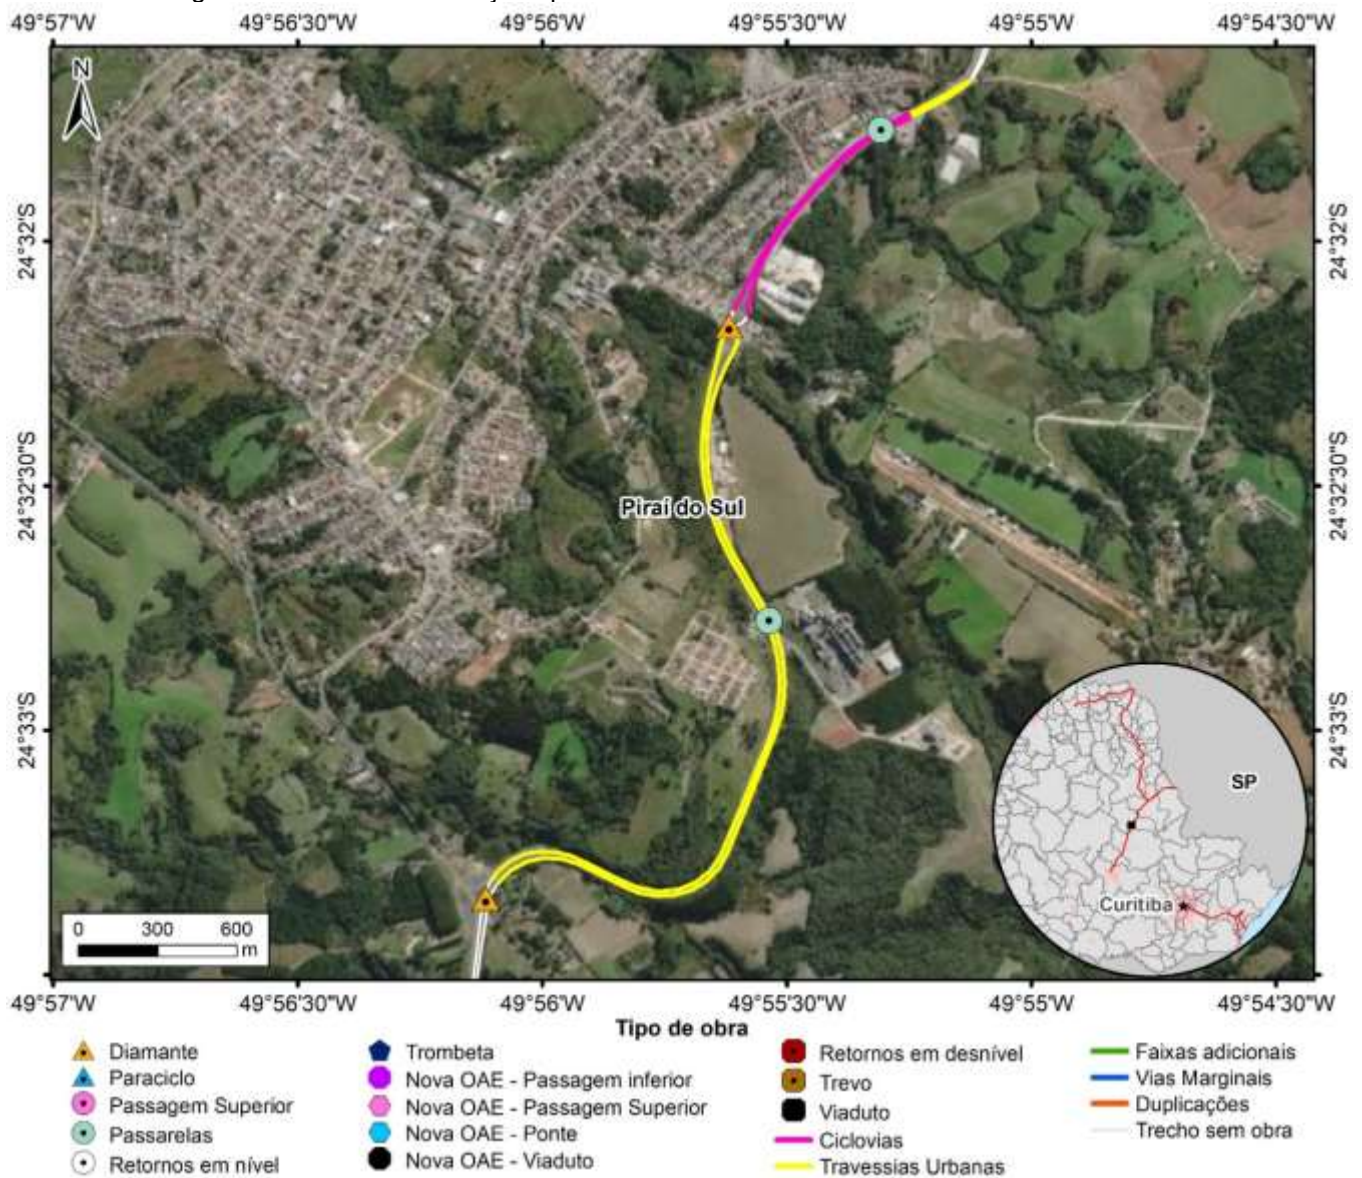 49°57'W 49°56'30"W 49°56'W 49°55'30"W 49°55'W 49°54'30"W
N
24°32'S 24°32'S
24°32'30"S 24°32'30"S
Piraí do Sul
24°33'S 24°33'S
SP
Curitiba
0 300 600
m
49°57'W 49°56'30"W 49°56'W 49°55'30"W 49°55'W 49°54'30"W
Tipo de obra
Diamante
Paraciclo
Passagem Superior
Passarelas
Retornos em nível
Trombeta
Nova OAE - Passagem inferior
Nova OAE - Passagem Superior
Nova OAE - Ponte
Nova OAE - Viaduto
Retornos em desnível
Trevo
Viaduto
Ciclovias
Travessias Urbanas
Faixas adicionais
Vias Marginais
Duplicações
Trecho sem obra